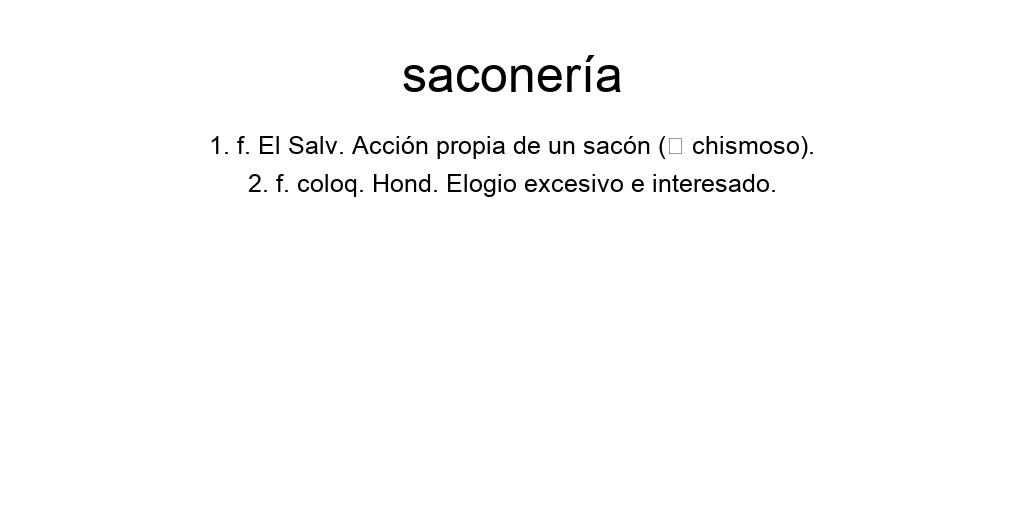 saconería
1. f. El Salv. Acción propia de un sacón (□ chismoso).
2. f. coloq. Hond. Elogio excesivo e interesado.